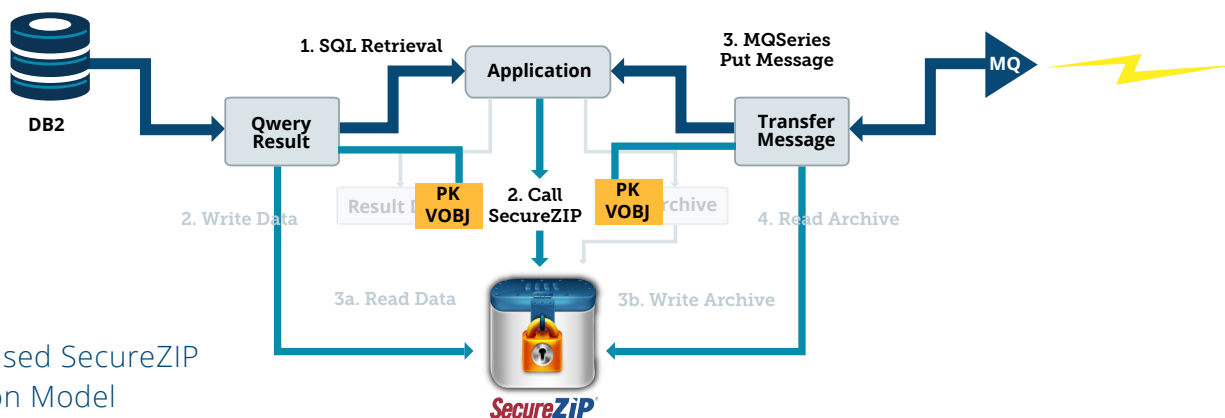 1. SQL Retrieval
3. MQSeries
Put Message
Application
MQ
DB2
Qwery
Result
Transfer
Message
PK
VOBJ
2. Call
SecureZIP
PK
VOBJ
Result
2. Write Data
4. Read Archive
3a. Read Data
3b. Write Archive
SecureZIP
on Model
SecureZIP